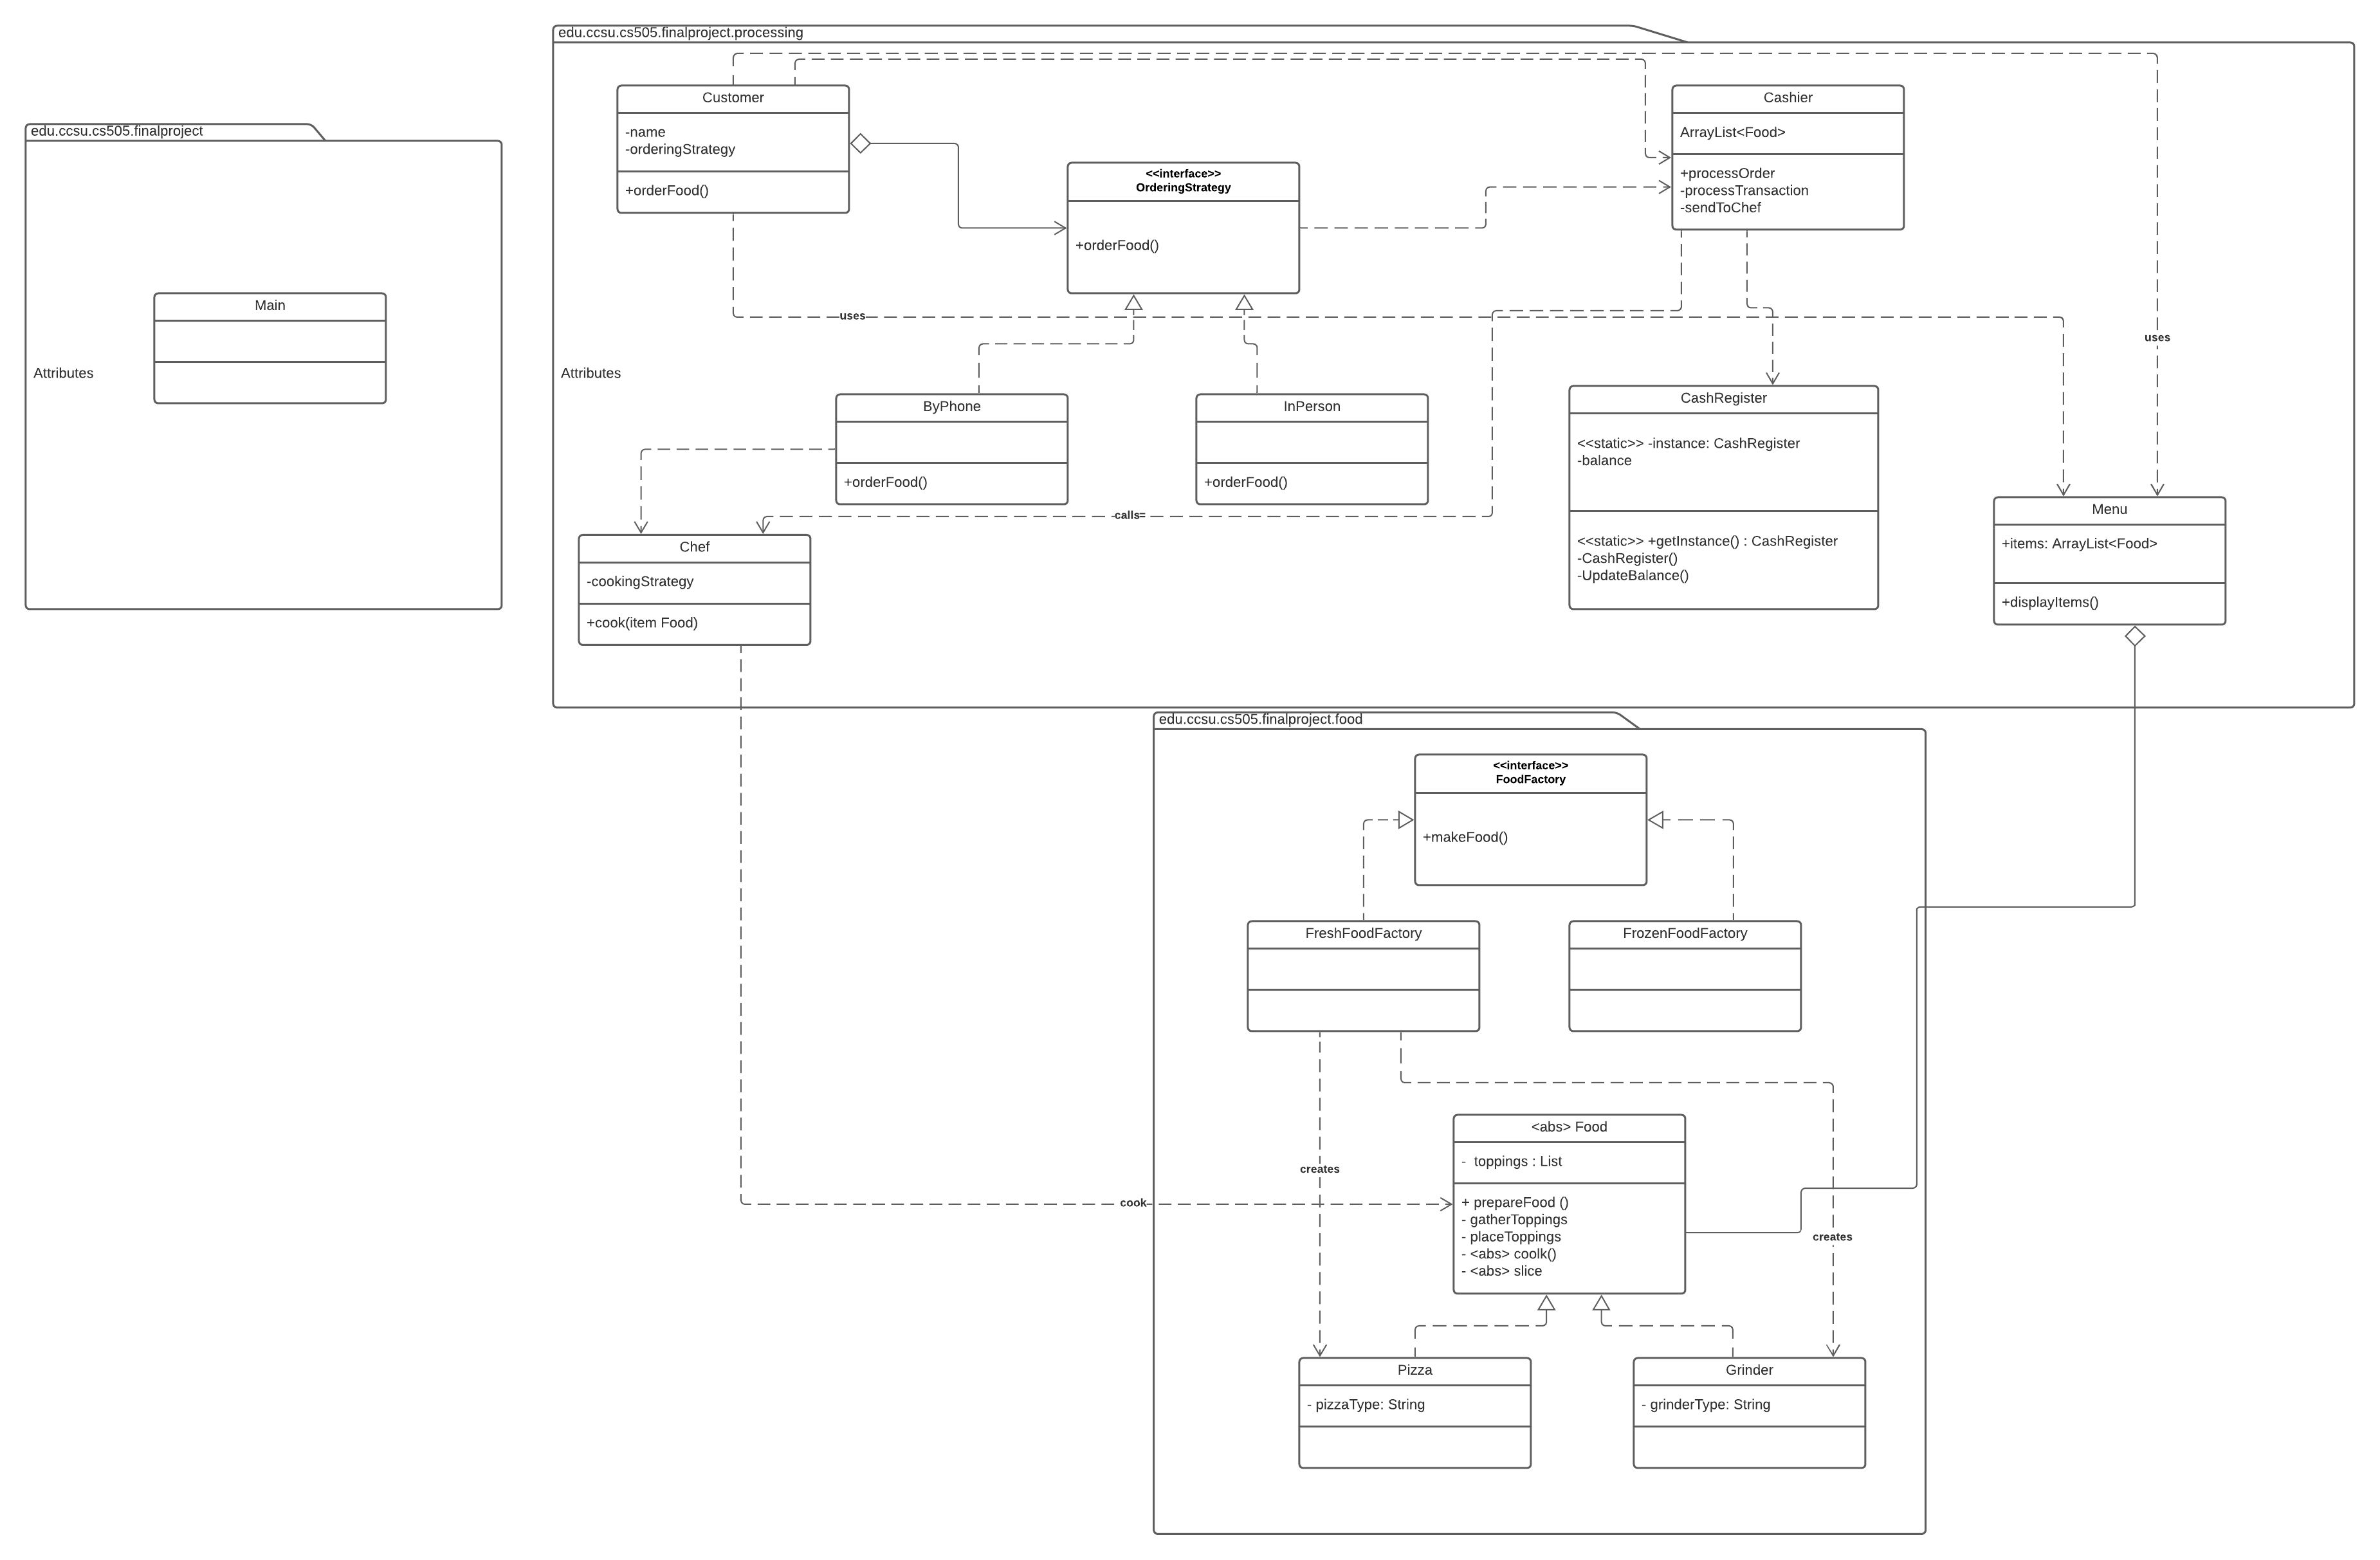 edu.ccsu.cs505.finalproject
Attributes
Main
edu.ccsu.cs505.finalproject.processing
Attributes
Customer
-name
-orderingStrategy
+orderFood()
<<interface>>
OrderingStrategy
+orderFood()
Cashier
ArrayList<Food>
+processOrder
-processTransaction
-sendToChef
uses
uses
ByPhone
+orderFood()
InPerson
+orderFood()
CashRegister
<<static>> -instance: CashRegister
-balance
<<static>> +getInstance() : CashRegister
-CashRegister()
-UpdateBalance()
Menu
+items: ArrayList<Food>
+displayItems()
calls=
Chef
-cookingStrategy
+cook(item Food)
edu.ccsu.cs505.finalproject.food
<<interface>>
FoodFactory
+makeFood()
FreshFoodFactory
FrozenFoodFactory
<abs> Food
- toppings : List
+ prepareFood ()
- gatherToppings
- placeToppings
- <abs> coolk()
- <abs> slice
creates
cook
creates
Pizza
- pizzaType: String
Grinder
- grinderType: String